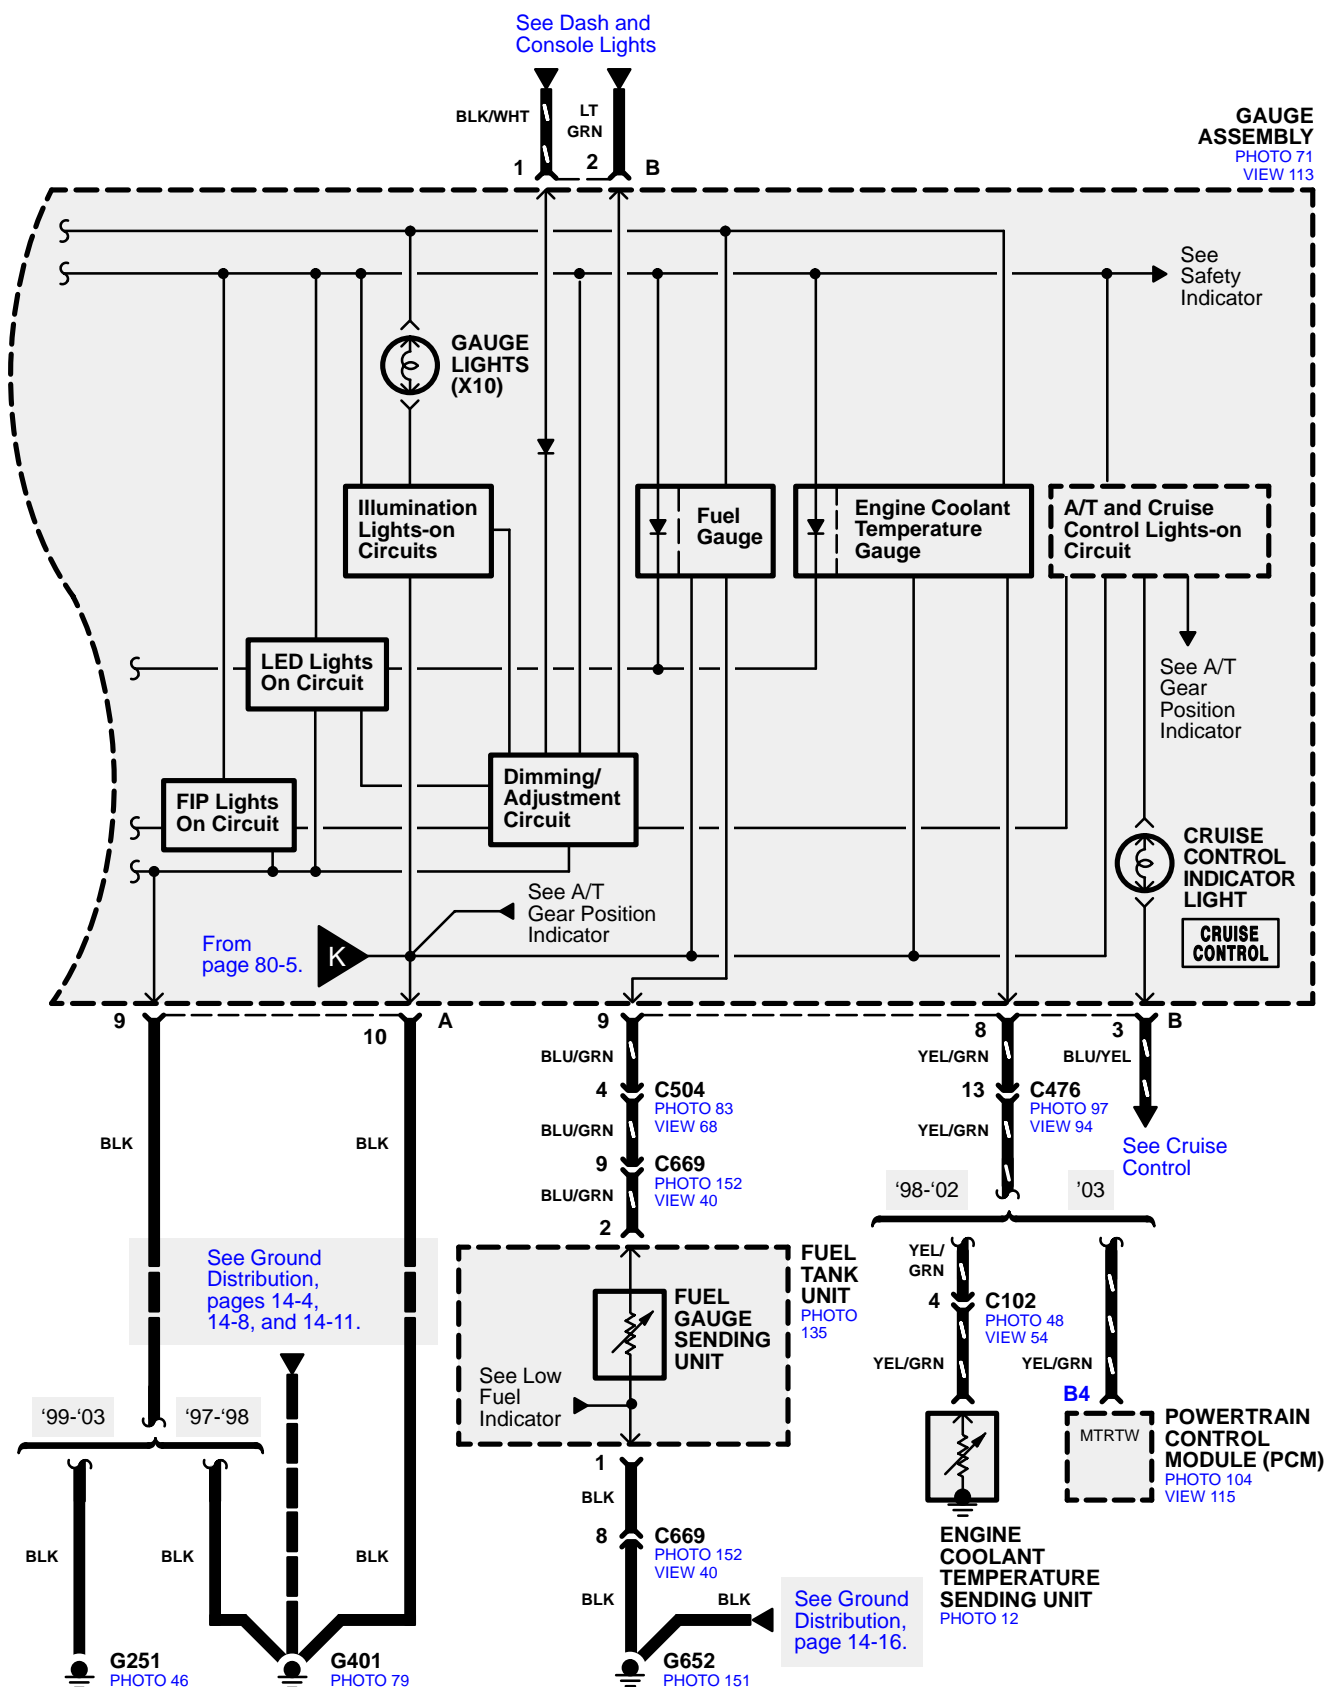 See Dash and
Console Lights
BLK/WHT
LT
GRN
1
2
B
GAUGE
ASSEMBLY
PHOTO 71
VIEW 113
See
Safety
Indicator
GAUGE
LIGHTS
(X10)
Illumination
Lights-on
Circuits
Fuel
Gauge
Engine Coolant
Temperature
Gauge
A/T and Cruise
Control Lights-on
Circuit
LED Lights
On Circuit
See A/T
Gear
Position
Indicator
FIP Lights
On Circuit
Dimming/
Adjustment
Circuit
CRUISE
CONTROL
INDICATOR
LIGHT
CRUISE
CONTROL
See A/T
Gear Position
Indicator
From
page 80-5.
K
9
10
A
9
8
3
B
BLU/GRN
YEL/GRN
BLU/YEL
4
C504
PHOTO 83
VIEW 68
13
C476
PHOTO 97
VIEW 94
BLK
BLK
BLU/GRN
YEL/GRN
See Cruise
Control
9
C669
PHOTO 152
VIEW 40
BLU/GRN
‘98-‘02
’03
2
See Ground
Distribution,
pages 14-4,
14-8, and 14-11.
FUEL
TANK
UNIT
PHOTO
135
YEL/
GRN
4
C102
PHOTO 48
VIEW 54
FUEL
GAUGE
SENDING
UNIT
See Low
Fuel
Indicator
YEL/GRN
YEL/GRN
B4
‘99-‘03
‘97-‘98
MTRTW
POWERTRAIN
CONTROL
MODULE (PCM)
PHOTO 104
VIEW 115
1
BLK
8
C669
PHOTO 152
VIEW 40
ENGINE
COOLANT
TEMPERATURE
SENDING UNIT
PHOTO 12
BLK
BLK
BLK
BLK
BLK
See Ground
Distribution,
page 14-16.
G251
PHOTO 46
G401
PHOTO 79
G652
PHOTO 151